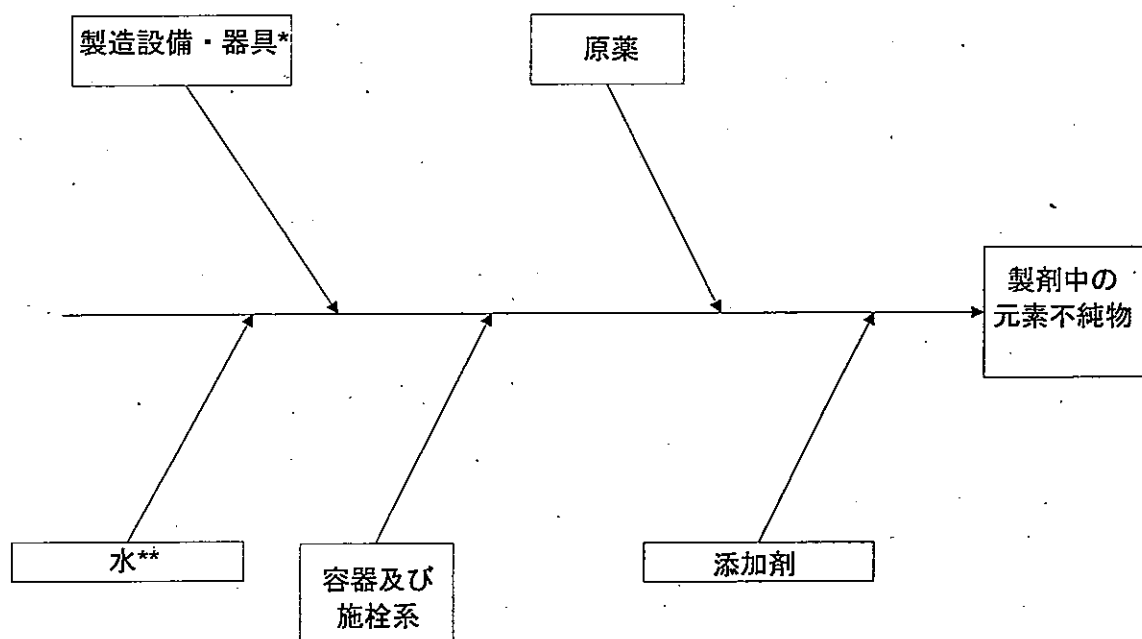 製造設備・器具*
原薬
製剤中の
元素不純物
水**
容器及び
施栓系
添加剤